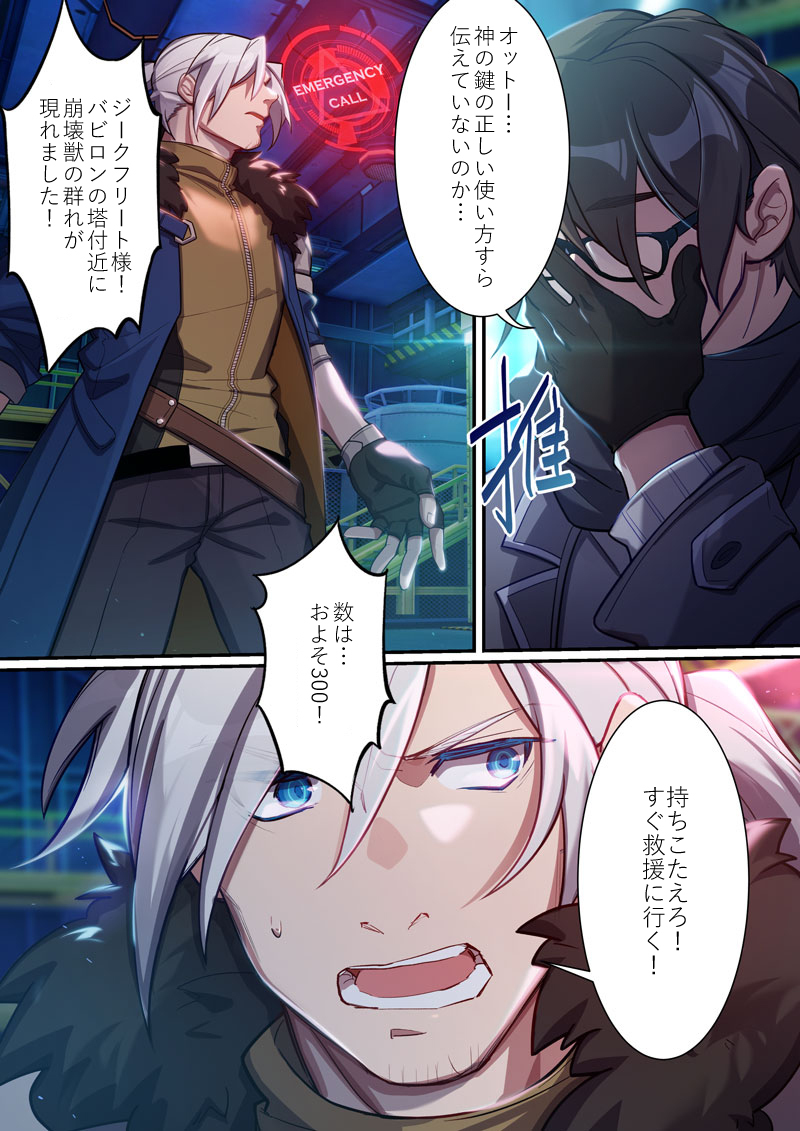 オットー…
神の鍵の正しい使い方すら
伝えていないのか…
推
EMERGENCY
CALL
ジークフリート様！
バビロンの塔付近に
崩壊獣の群れが
現れました！
数は…
およそ300！
持ちこたえろ！
すぐ救援に行く！